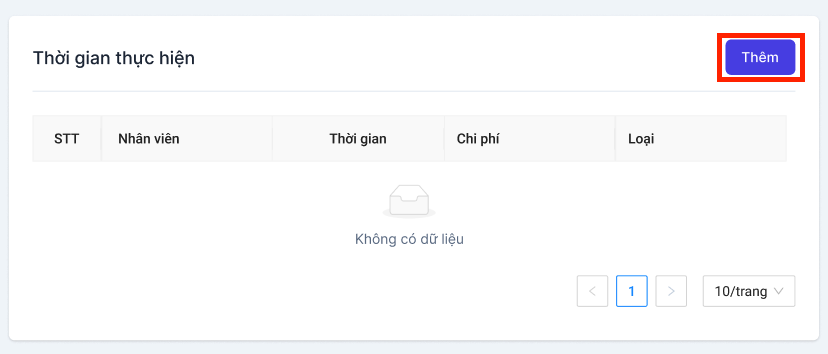 Thời gian thực hiện
Thêm
STT Nhân viên Thời gian Chi phí Loại
Không có dữ liệu
1 10/trang